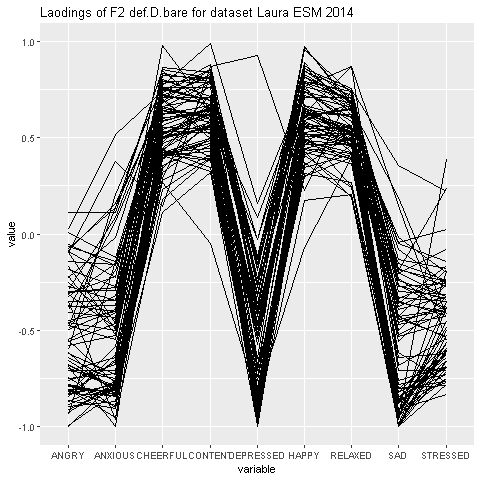 Laodings of F2 def.D.bare for dataset Laura ESM 2014
1.0
0.5
0.0
-0.5
-1.0
value
ANGRY ANXIOUS CHEERFUL CONTENT DEPRESSED HAPPY RELAXED SAD STRESSED
variable